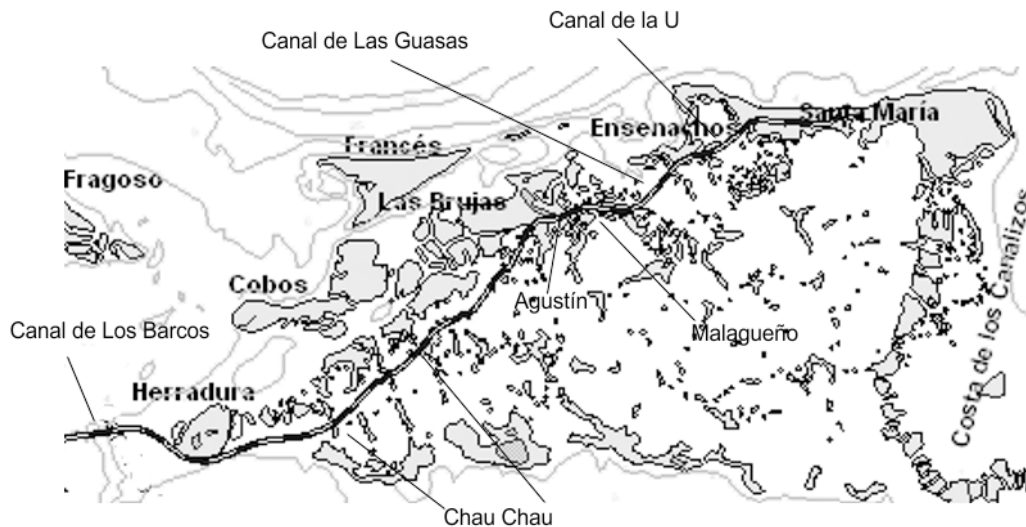 Canal de la U
Canal de Las Guasas
Santa María
Ensenachos
Francés
Fragoso
Las Brujas
Cobos
Agustín
Malagueño
Canal de Los Barcos
Herradura
Costa de los Canalizos
Chau Chau